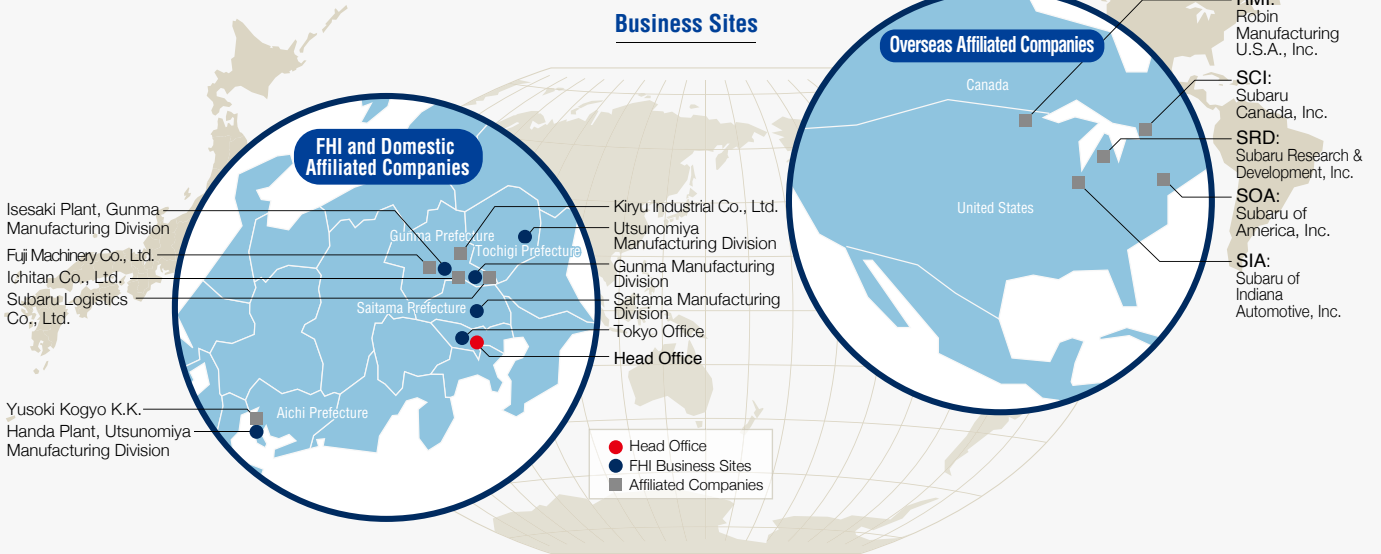 Business Sites
FHI and Domestic
Affiliated Companies
Isesaki Plant, Gunma
Manufacturing Division
Fuji Machinery Co., Ltd.
Ichitan Co., Ltd.
Subaru Logistics
Co., Ltd.
Yusoki Kogyo K.K.
Handa Plant, Utsunomiya
Manufacturing Division
Gunma Prefecture
Tochigi Prefecture
Saitama Prefecture
Aichi Prefecture
Kiryu Industrial Co., Ltd.
Utsunomiya
Manufacturing Division
Gunma Manufacturing
Division
Saitama Manufacturing
Division
Tokyo Office
Head Office
Head Office
FHI Business Sites
Affiliated Companies
Overseas Affiliated Companies
Canada
United States
RMI:
Robin
Manufacturing
U.S.A., Inc.
SCI:
Subaru
Canada, Inc.
SRD:
Subaru Research &
Development, Inc.
SOA:
Subaru of
America, Inc.
SIA:
Subaru of
Indiana
Automotive, Inc.